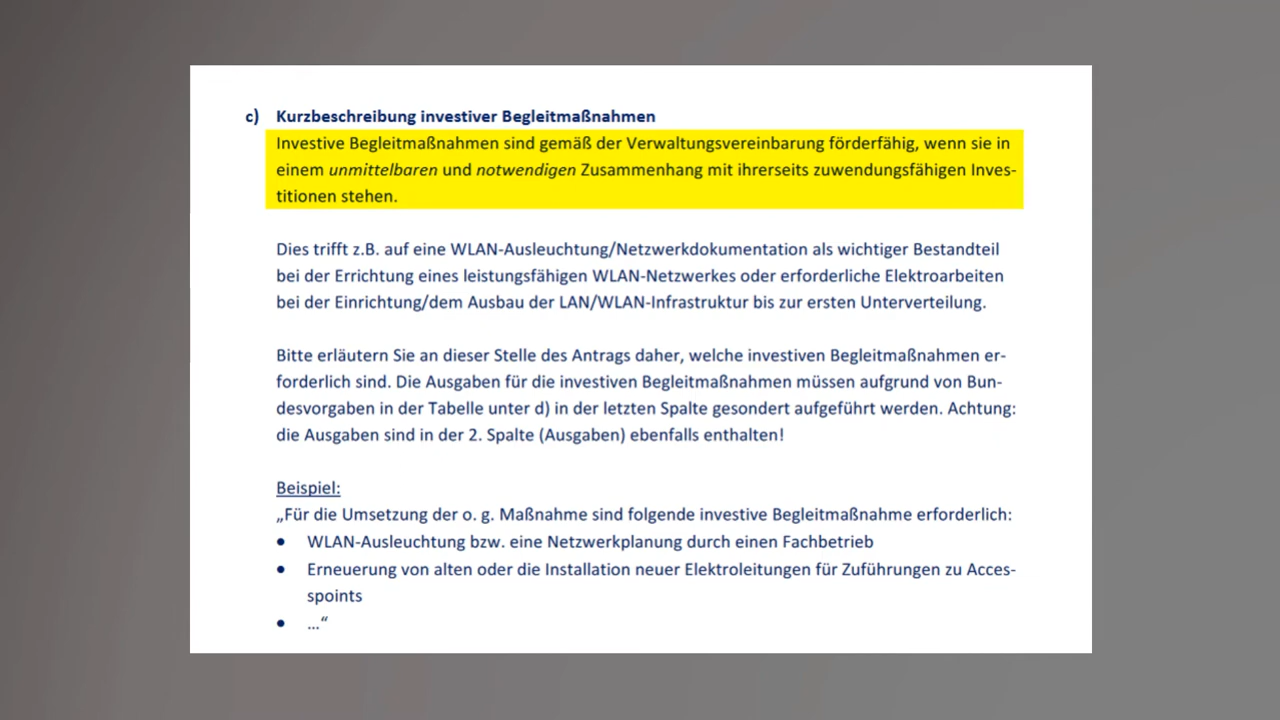 c) Kurzbeschreibung investiver Begleitmaßnahmen
Investive Begleitmaßnahmen sind gemäß der Verwaltungsvereinbarung förderfähig, wenn sie in
einem unmittelbaren und notwendigen Zusammenhang mit ihrerseits zuwendungsfähigen Inves-
titionen stehen.
Dies trifft z.B. auf eine WLAN-Ausleuchtung/Netzwerkdokumentation als wichtiger Bestandteil
bei der Errichtung eines leistungsfähigen WLAN-Netzwerkes oder erforderliche Elektroarbeiten
bei der Einrichtung/dem Ausbau der LAN/WLAN-Infrastruktur bis zur ersten Unterverteilung.
Bitte erläutern Sie an dieser Stelle des Antrags daher, welche investiven Begleitmaßnahmen er-
forderlich sind. Die Ausgaben für die investiven Begleitmaßnahmen müssen aufgrund von Bun-
desvorgaben in der Tabelle unter d) in der letzten Spalte gesondert aufgeführt werden. Achtung:
die Ausgaben sind in der 2. Spalte (Ausgaben) ebenfalls enthalten!
Beispiel:
„Für die Umsetzung der o. g. Maßnahme sind folgende investive Begleitmaßnahme erforderlich:
• WLAN-Ausleuchtung bzw. eine Netzwerkplanung durch einen Fachbetrieb
• Erneuerung von alten oder die Installation neuer Elektroleitungen für Zuführungen zu Acces-
spoints
• …“